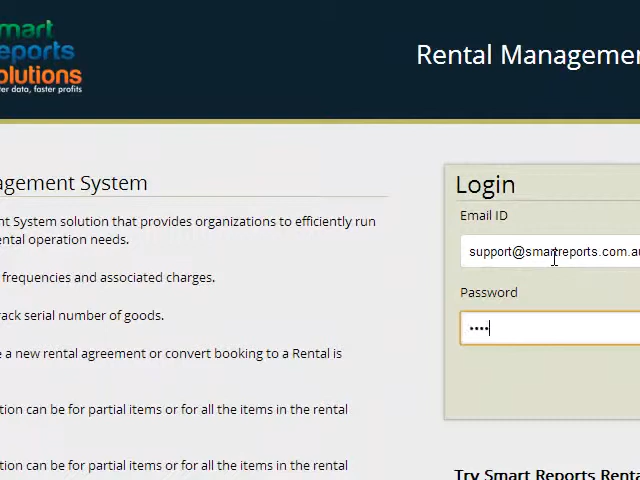 mart
eports
olutions
ter data, faster profits
Rental Managemen
agement System
nt System solution that provides organizations to efficiently run
ental operation needs.
frequencies and associated charges.
rack serial number of goods.
e a new rental agreement or convert booking to a Rental is
tion can be for partial items or for all the items in the rental
tion can be for partial items or for all the items in the rental
Login
Email ID
support@smartreports.com.au
Password
••••
Try Smart Reports Renta